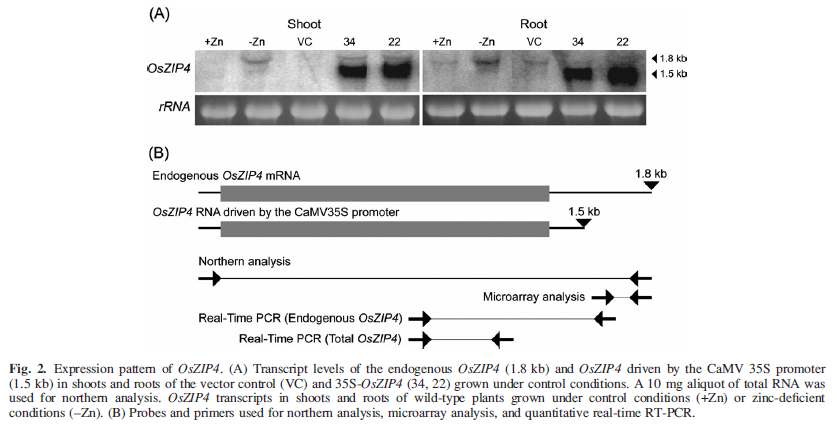 (A)
Shoot
Root
+Zn -Zn VC 34 22 +Zn -Zn VC 34 22
OsZIP4
1.8 kb
1.5 kb
rRNA
(B)
Endogenous OsZIP4 mRNA
1.8 kb
OsZIP4 RNA driven by the CaMV35S promoter
1.5 kb
Northern analysis
Microarray analysis
Real-Time PCR (Endogenous OsZIP4)
Real-Time PCR (Total OsZIP4)
Fig. 2. Expression pattern of OsZIP4. (A) Transcript levels of the endogenous OsZIP4 (1.8 kb) and OsZIP4 driven by the CaMV 35S promoter
(1.5 kb) in shoots and roots of the vector control (VC) and 35S-OsZIP4 (34, 22) grown under control conditions. A 10 mg aliquot of total RNA was
used for northern analysis. OsZIP4 transcripts in shoots and roots of wild-type plants grown under control conditions (+Zn) or zinc-deficient
conditions (–Zn). (B) Probes and primers used for northern analysis, microarray analysis, and quantitative real-time RT-PCR.